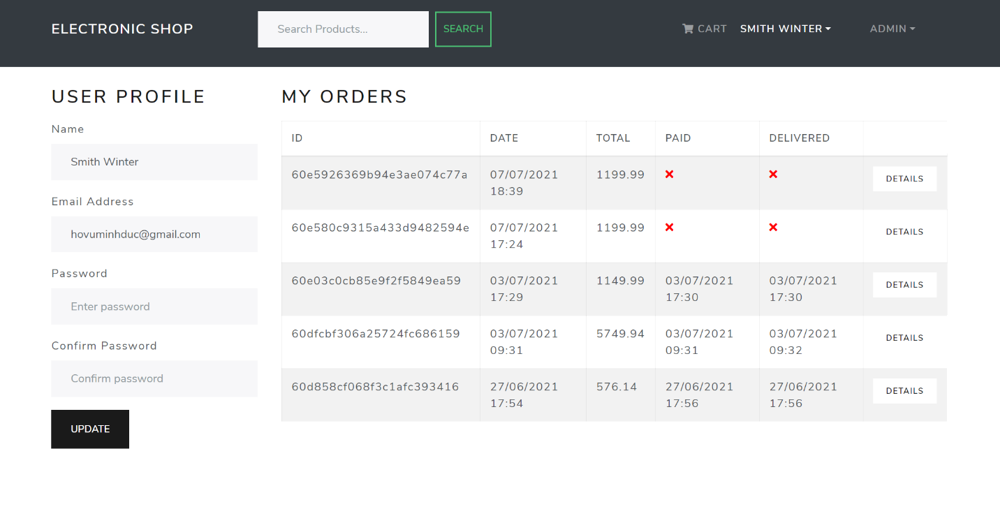 ELECTRONIC SHOP
Search Products...
SEARCH
CART
SMITH WINTER
ADMIN
USER PROFILE
Name
Smith Winter
Email Address
hovuminhduc@gmail.com
Password
Enter password
Confirm Password
Confirm password
UPDATE
MY ORDERS
ID DATE TOTAL PAID DELIVERED
60e5926369b94e3ae074c77a 07/07/2021 1199.99 DETAILS
18:39
60e580c9315a433d9482594e 07/07/2021 1199.99 DETAILS
17:24
60e03c0cb85e9f2f5849ea59 03/07/2021 1149.99 03/07/2021 03/07/2021 DETAILS
17:29 17:30 17:30
60dfcbf306a25724fc686159 03/07/2021 5749.94 03/07/2021 03/07/2021 DETAILS
09:31 09:31 09:32
60d858cf068f3c1afc393416 27/06/2021 576.14 27/06/2021 27/06/2021 DETAILS
17:54 17:56 17:56